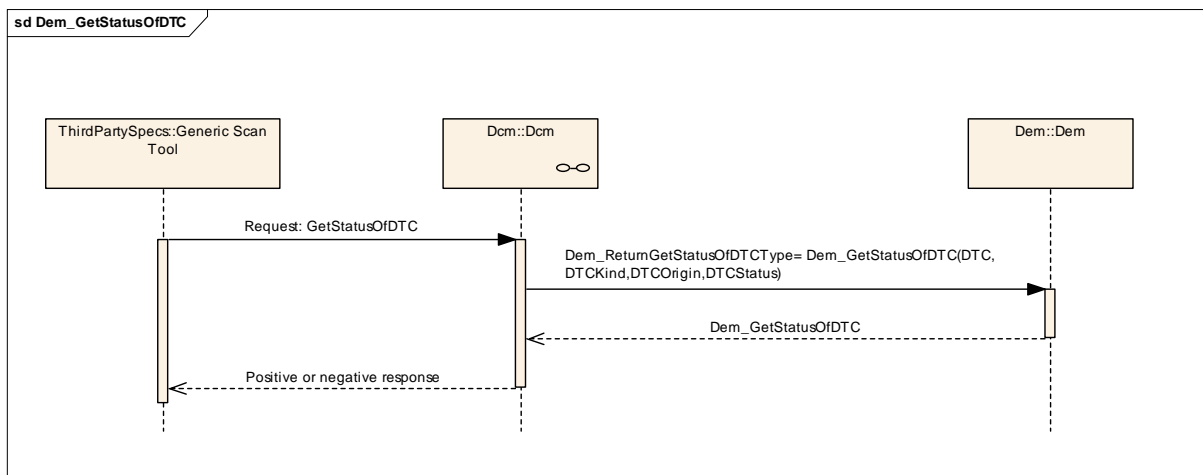 sd Dem_GetStatusOfDTC
ThirdPartySpecs::Generic Scan
Tool
Dcm::Dcm
Dem::Dem
Request: GetStatusOfDTC
Dem_ReturnGetStatusOfDTCType= Dem_GetStatusOfDTC(DTC,
DTCKind,DTCOrigin,DTCStatus)
Dem_GetStatusOfDTC
Positive or negative response